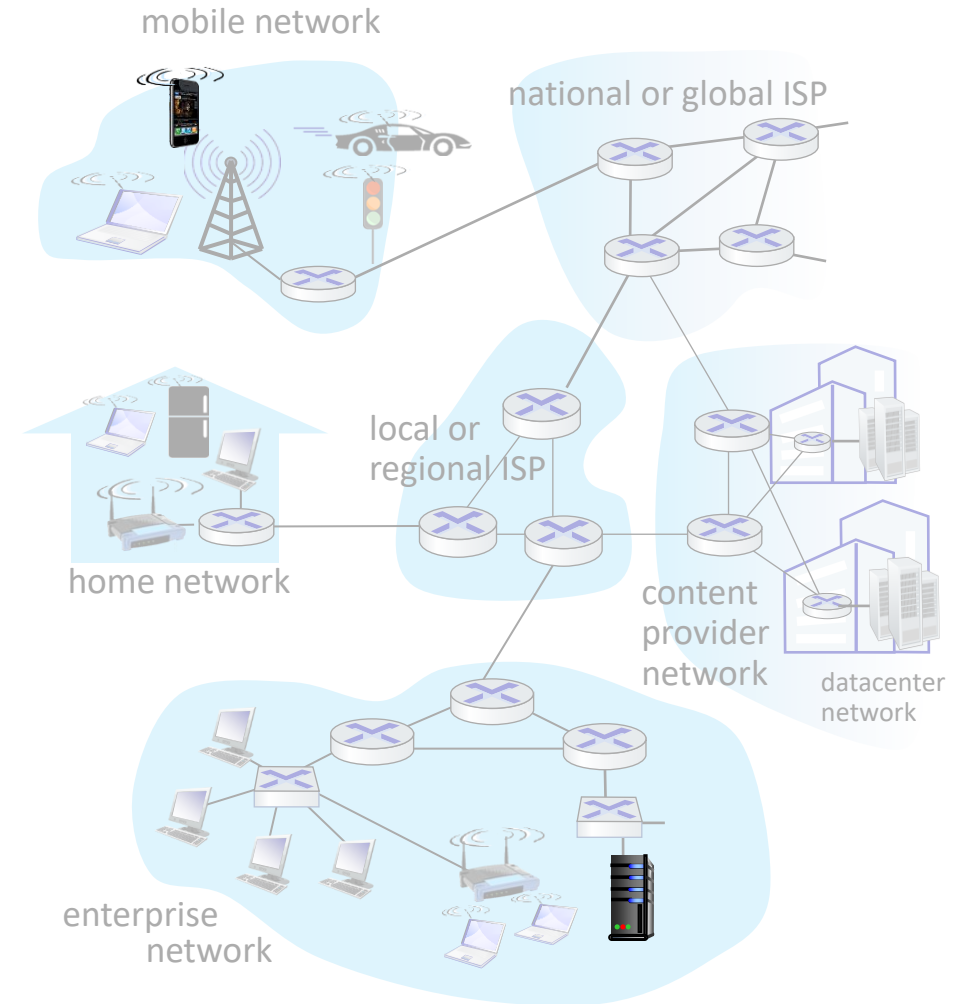 mobile network
national or global ISP
local or
regional ISP
home network
content
provider
network
datacenter
network
enterprise
network